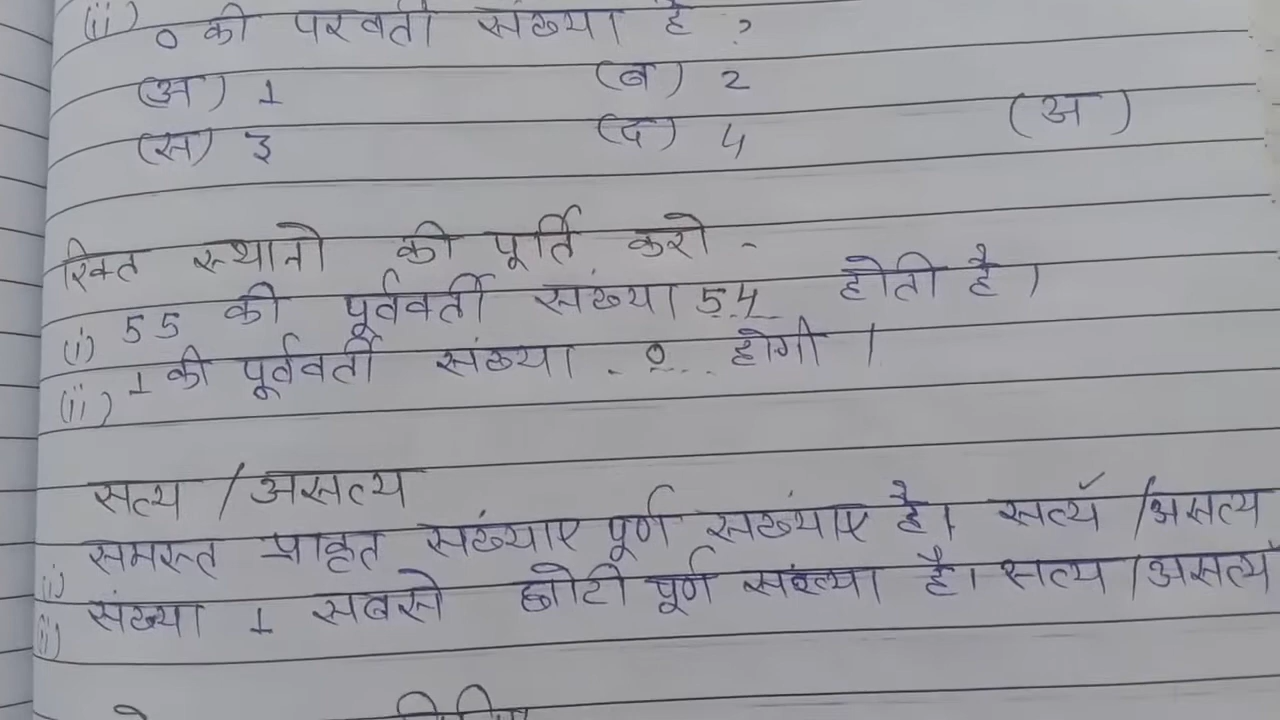 (ii) 0 की परवर्ती संख्या है ?
(अ) 1 (ब) 2
(स) 3 (द) 4 (अ)
रिक्त स्थानो की पूर्ति करो -
(i) 55 की पूर्ववर्ती संख्या 54 होती है।
(ii) 1 की पूर्ववर्ती संख्या . 0 ... होगी ।
सत्य / असत्य
(i) समस्त प्राकृत संख्याए पूर्ण संख्याए है। सत्य / असत्य
(ii) संख्या 1 सबसे छोटी पूर्ण संख्या है। सत्य / असत्य